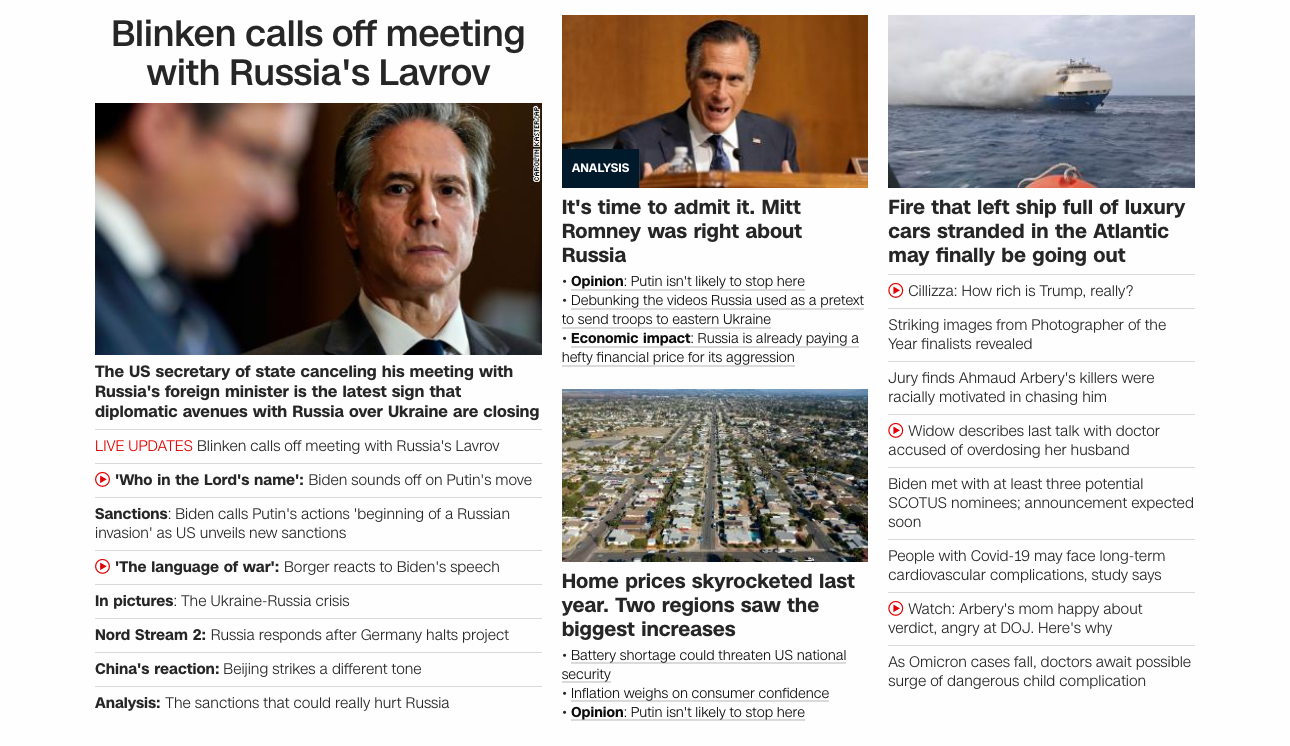 Blinken calls off meeting
with Russia's Lavrov
CAROLYN KASTER/AP
The US secretary of state canceling his meeting with
Russia's foreign minister is the latest sign that
diplomatic avenues with Russia over Ukraine are closing
LIVE UPDATES Blinken calls off meeting with Russia's Lavrov
'Who in the Lord's name': Biden sounds off on Putin's move
Sanctions: Biden calls Putin's actions 'beginning of a Russian
invasion' as US unveils new sanctions
'The language of war': Borger reacts to Biden's speech
In pictures: The Ukraine-Russia crisis
Nord Stream 2: Russia responds after Germany halts project
China's reaction: Beijing strikes a different tone
Analysis: The sanctions that could really hurt Russia
ANALYSIS
It's time to admit it. Mitt
Romney was right about
Russia
• Opinion: Putin isn't likely to stop here
• Debunking the videos Russia used as a pretext
to send troops to eastern Ukraine
• Economic impact: Russia is already paying a
hefty financial price for its aggression
Home prices skyrocketed last
year. Two regions saw the
biggest increases
• Battery shortage could threaten US national
security
• Inflation weighs on consumer confidence
• Opinion: Putin isn't likely to stop here
Fire that left ship full of luxury
cars stranded in the Atlantic
may finally be going out
Cillizza: How rich is Trump, really?
Striking images from Photographer of the
Year finalists revealed
Jury finds Ahmaud Arbery's killers were
racially motivated in chasing him
Widow describes last talk with doctor
accused of overdosing her husband
Biden met with at least three potential
SCOTUS nominees; announcement expected
soon
People with Covid-19 may face long-term
cardiovascular complications, study says
Watch: Arbery's mom happy about
verdict, angry at DOJ. Here's why
As Omicron cases fall, doctors await possible
surge of dangerous child complication